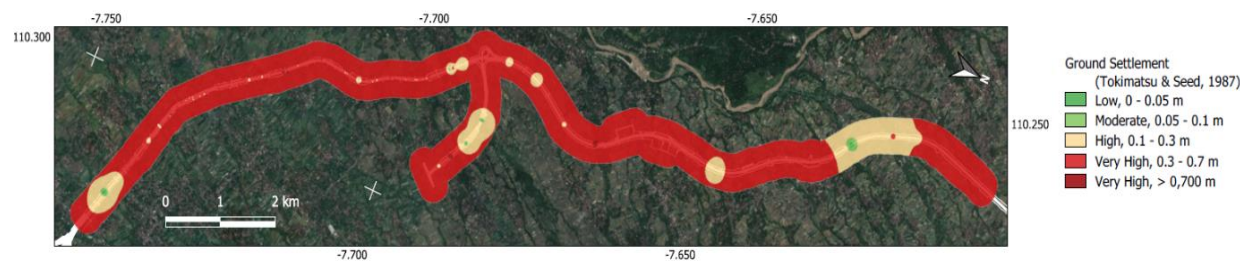 -7.750
-7.700
-7.650
110.300
110.250
N
0 1 2 km
-7.700
-7.650
Ground Settlement
(Tokimatsu & Seed, 1987)
Low, 0 - 0.05 m
Moderate, 0.05 - 0.1 m
High, 0.1 - 0.3 m
Very High, 0.3 - 0.7 m
Very High, > 0,700 m